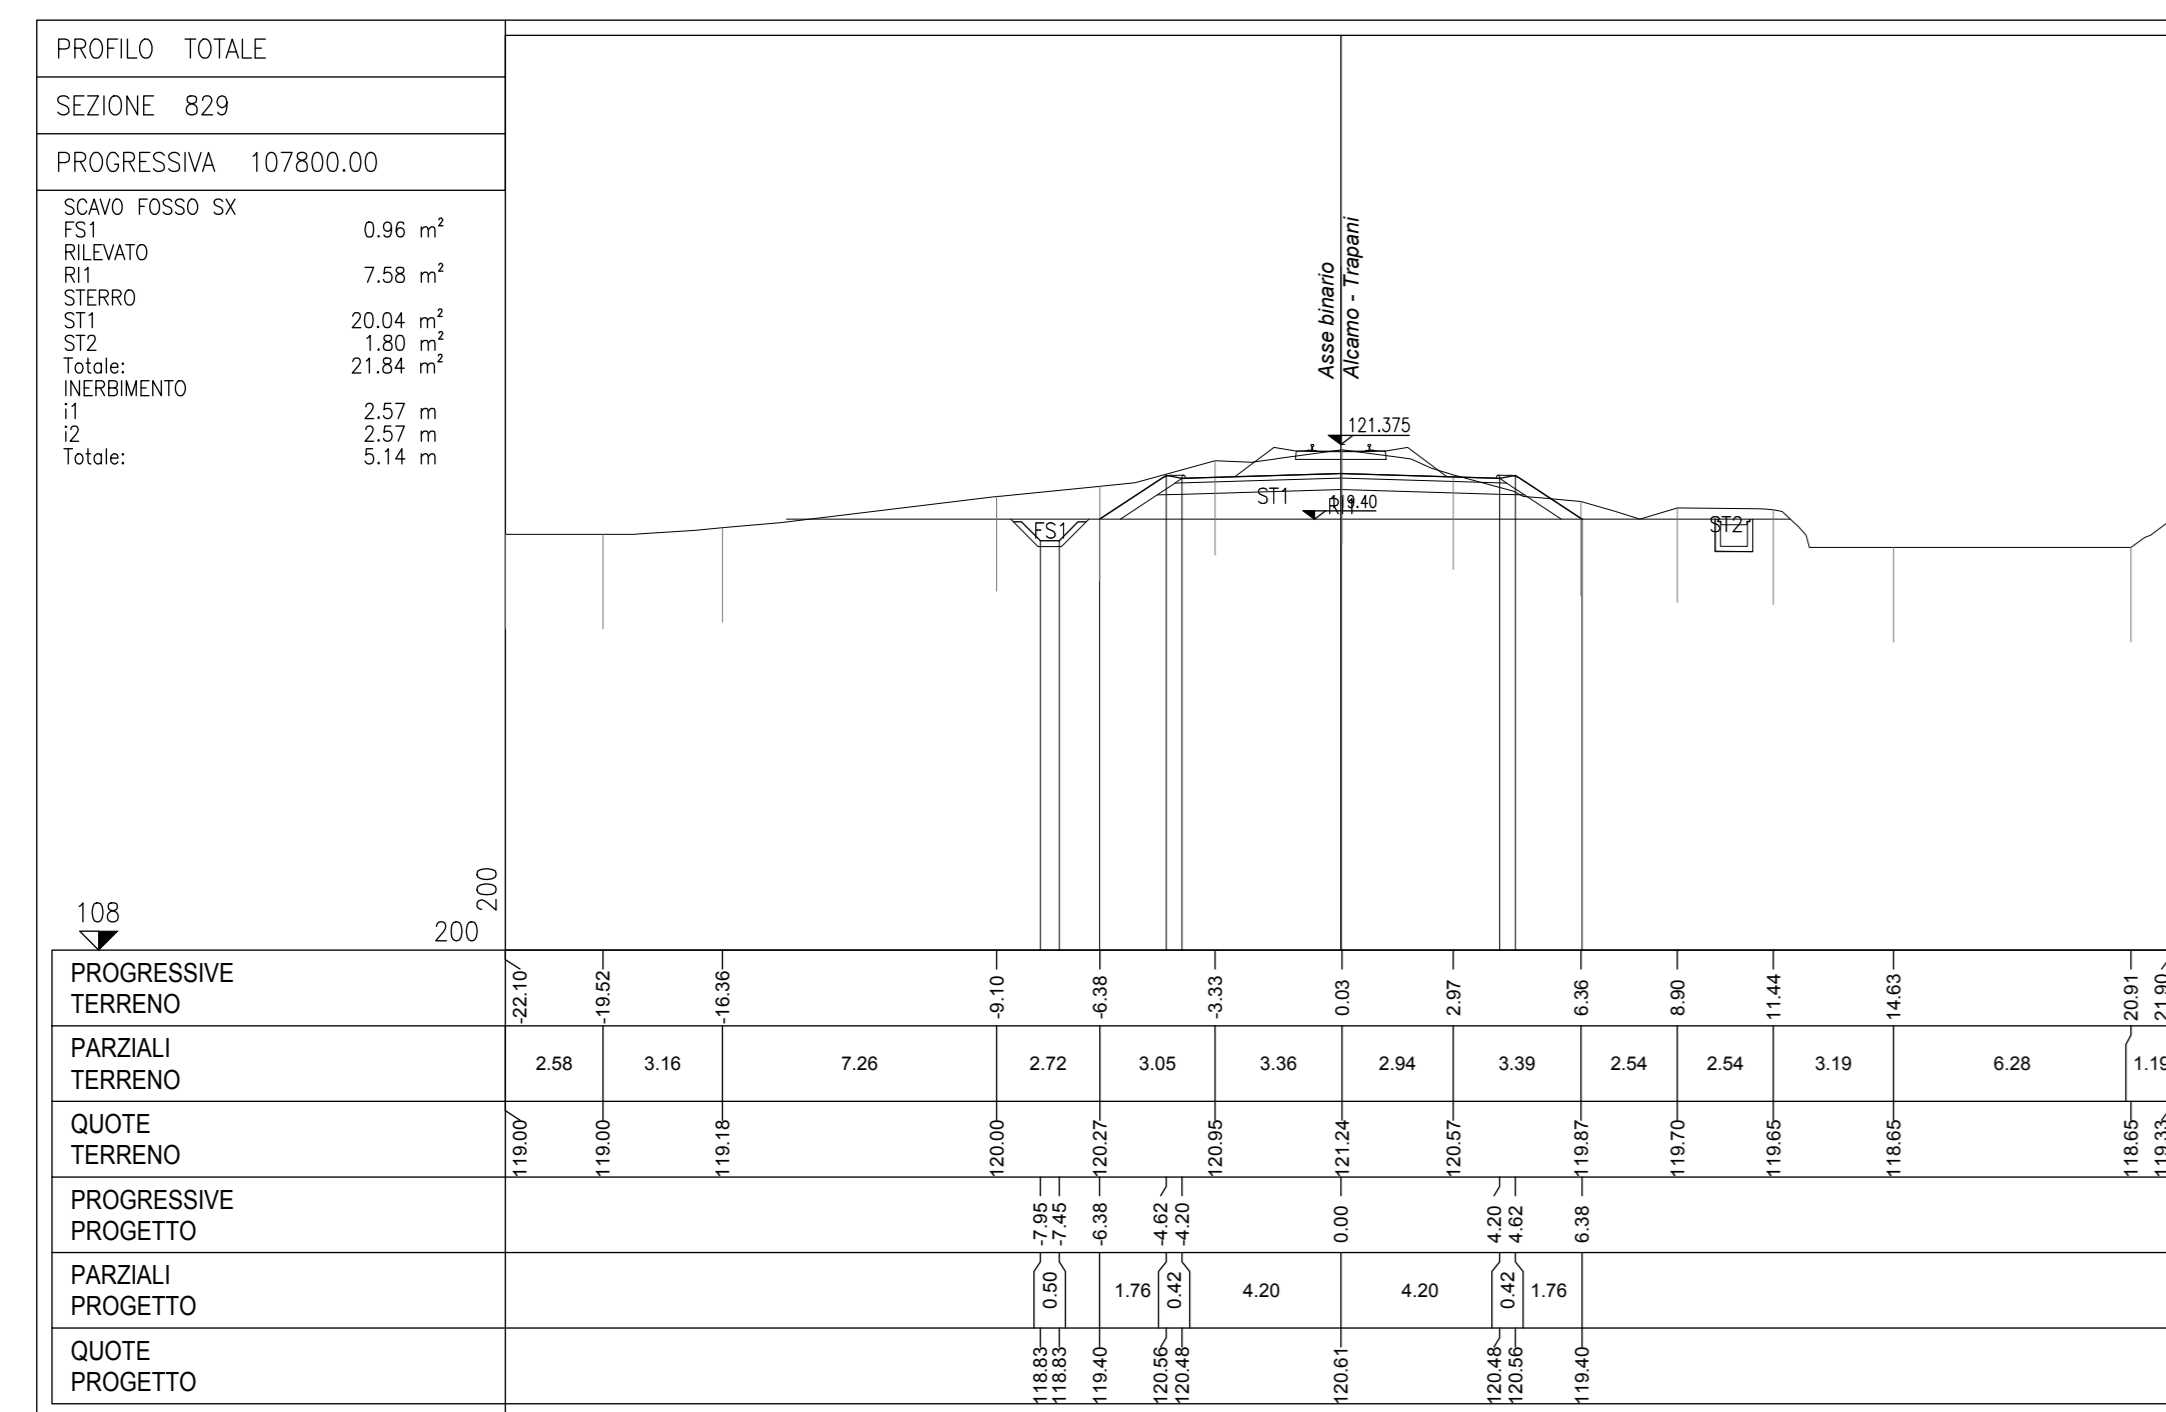 PROFILO TOTALE
SEZIONE 829
PROGRESSIVA 107800.00
SCAVO FOSSO SX
FS1 0.96 m²
RILEVATO
RI1 7.58 m²
STERRO
ST1 20.04 m²
ST2 1.80 m²
Totale: 21.84 m²
INERBIMENTO
i1 2.57 m
i2 2.57 m
Totale: 5.14 m
Asse binario
Alcamo - Trapani
121.375
ST1
RI1
119.40
FS1
ST2
200
108
200
PROGRESSIVE
TERRENO
-22.10 -19.52 -16.36 -9.10 -6.38 -3.33 0.03 2.97 6.36 8.90 11.44 14.63 20.91 21.90
PARZIALI
TERRENO
2.58 3.16 7.26 2.72 3.05 3.36 2.94 3.39 2.54 2.54 3.19 6.28 1.19
QUOTE
TERRENO
119.00 119.00 119.18 120.00 120.27 120.95 121.24 120.57 119.87 119.70 119.65 118.65 118.65 119.33
PROGRESSIVE
PROGETTO
-7.95 -7.45 -6.38 -4.62 -4.20 0.00 4.20 4.62 6.38
PARZIALI
PROGETTO
0.50 1.76 0.42 4.20 4.20 0.42 1.76
QUOTE
PROGETTO
118.83 118.83 119.40 120.56 120.48 120.61 120.48 120.56 119.40